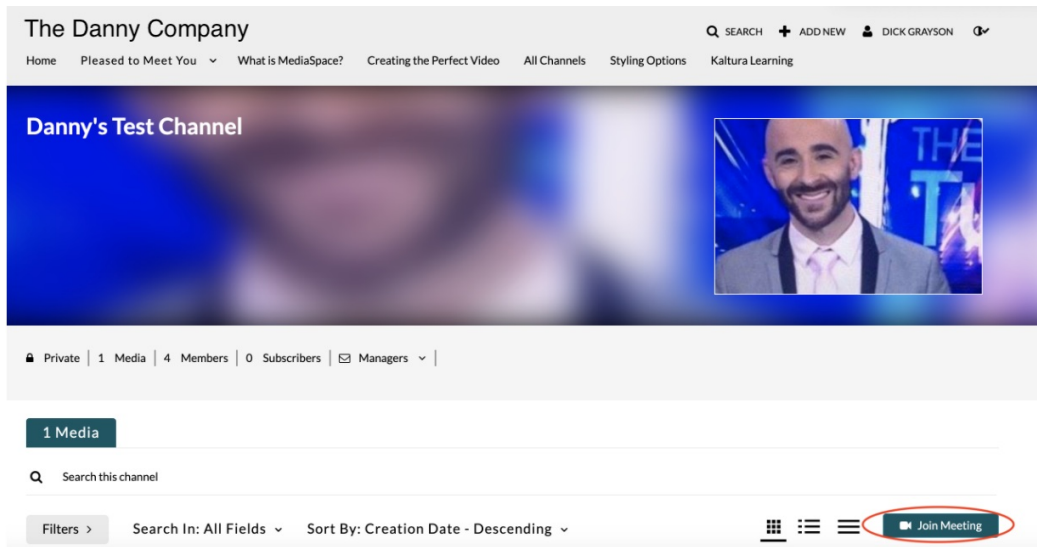 The Danny Company
SEARCH ADD NEW DICK GRAYSON
Home Pleased to Meet You What is MediaSpace? Creating the Perfect Video All Channels Styling Options Kaltura Learning
Danny's Test Channel
THE
Private | 1 Media | 4 Members | 0 Subscribers | Managers |
1 Media
Search this channel
Filters > Search In: All Fields Sort By: Creation Date - Descending Join Meeting